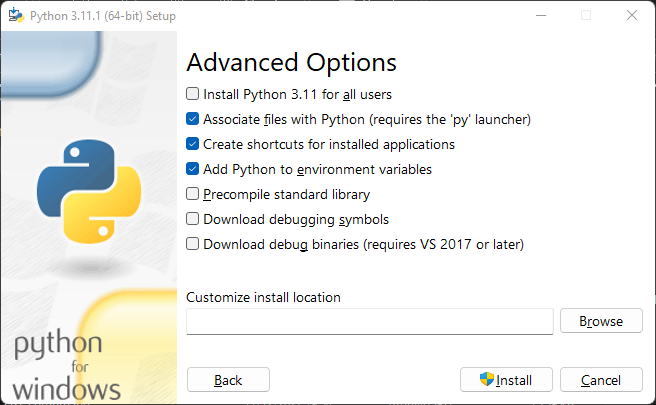 Python 3.11.1 (64-bit) Setup
Advanced Options
Install Python 3.11 for all users
Associate files with Python (requires the 'py' launcher)
Create shortcuts for installed applications
Add Python to environment variables
Precompile standard library
Download debugging symbols
Download debug binaries (requires VS 2017 or later)
Customize install location
Browse
python
for
windows
Back
Install
Cancel